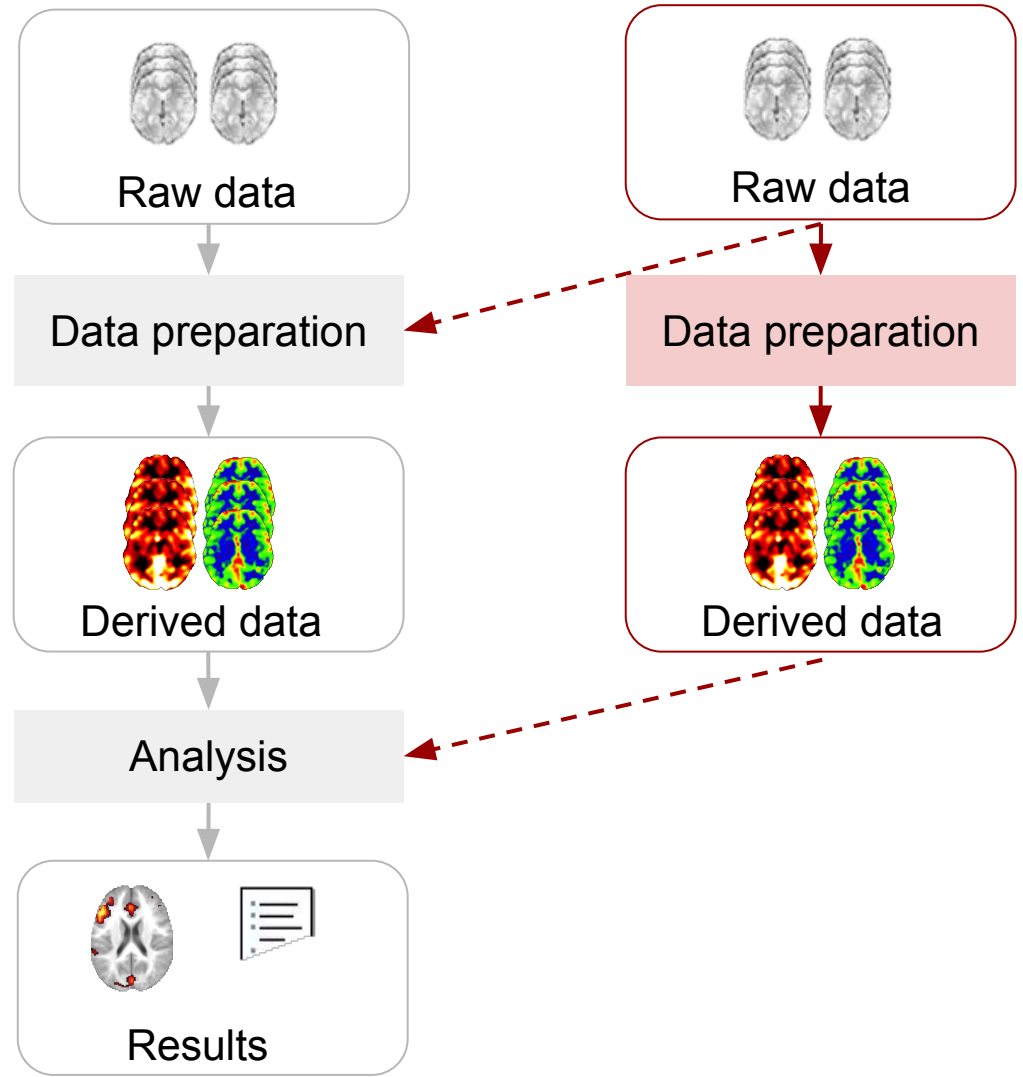 Raw data
Raw data
Data preparation
Data preparation
Derived data
Derived data
Analysis
Results